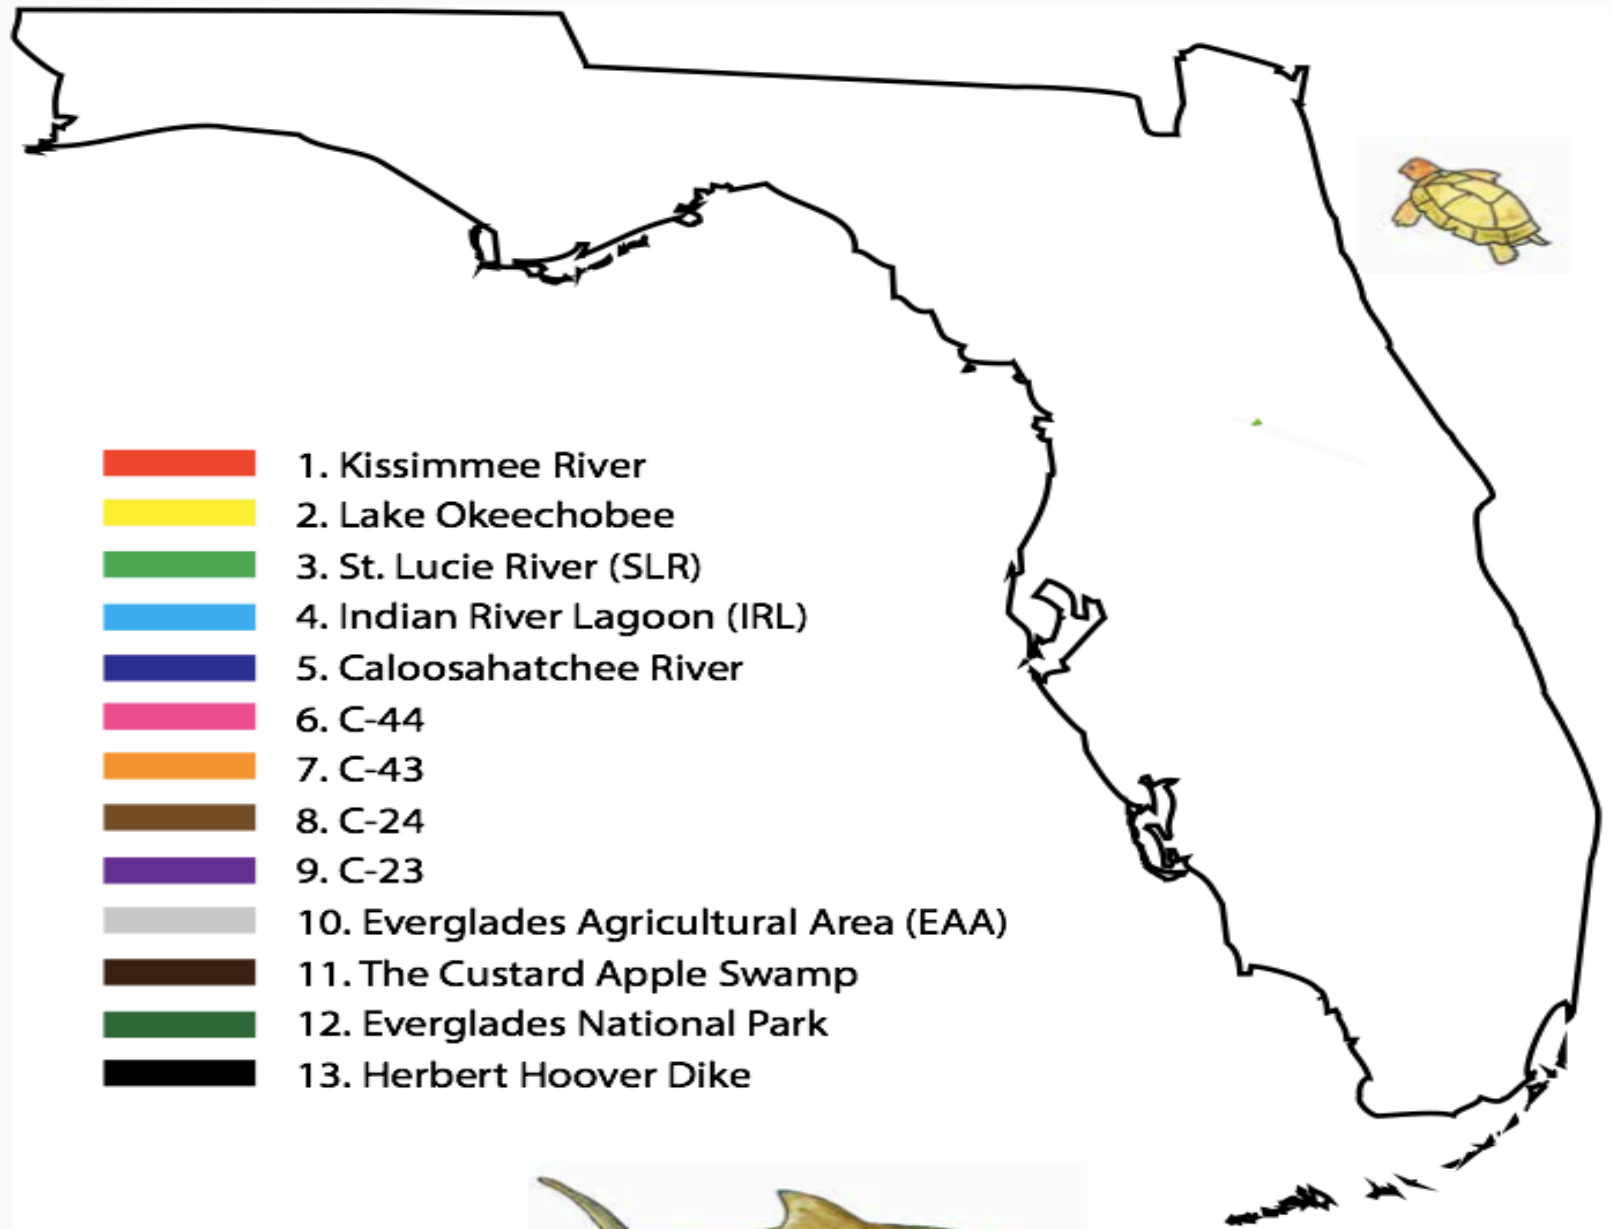 1. Kissimmee River
2. Lake Okeechobee
3. St. Lucie River (SLR)
4. Indian River Lagoon (IRL)
5. Caloosahatchee River
6. C-44
7. C-43
8. C-24
9. C-23
10. Everglades Agricultural Area (EAA)
11. The Custard Apple Swamp
12. Everglades National Park
13. Herbert Hoover Dike